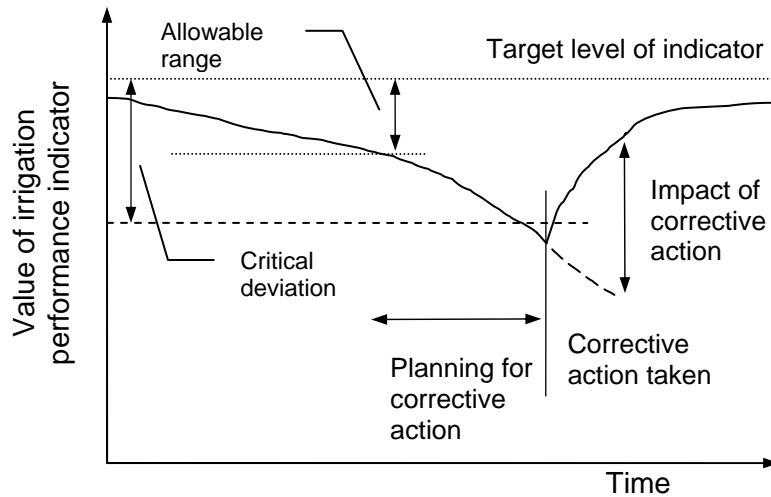 Allowable
range
Target level of indicator
Value of irrigation
performance indicator
Impact of
corrective
action
Critical
deviation
Planning for
corrective
action
Corrective
action taken
Time